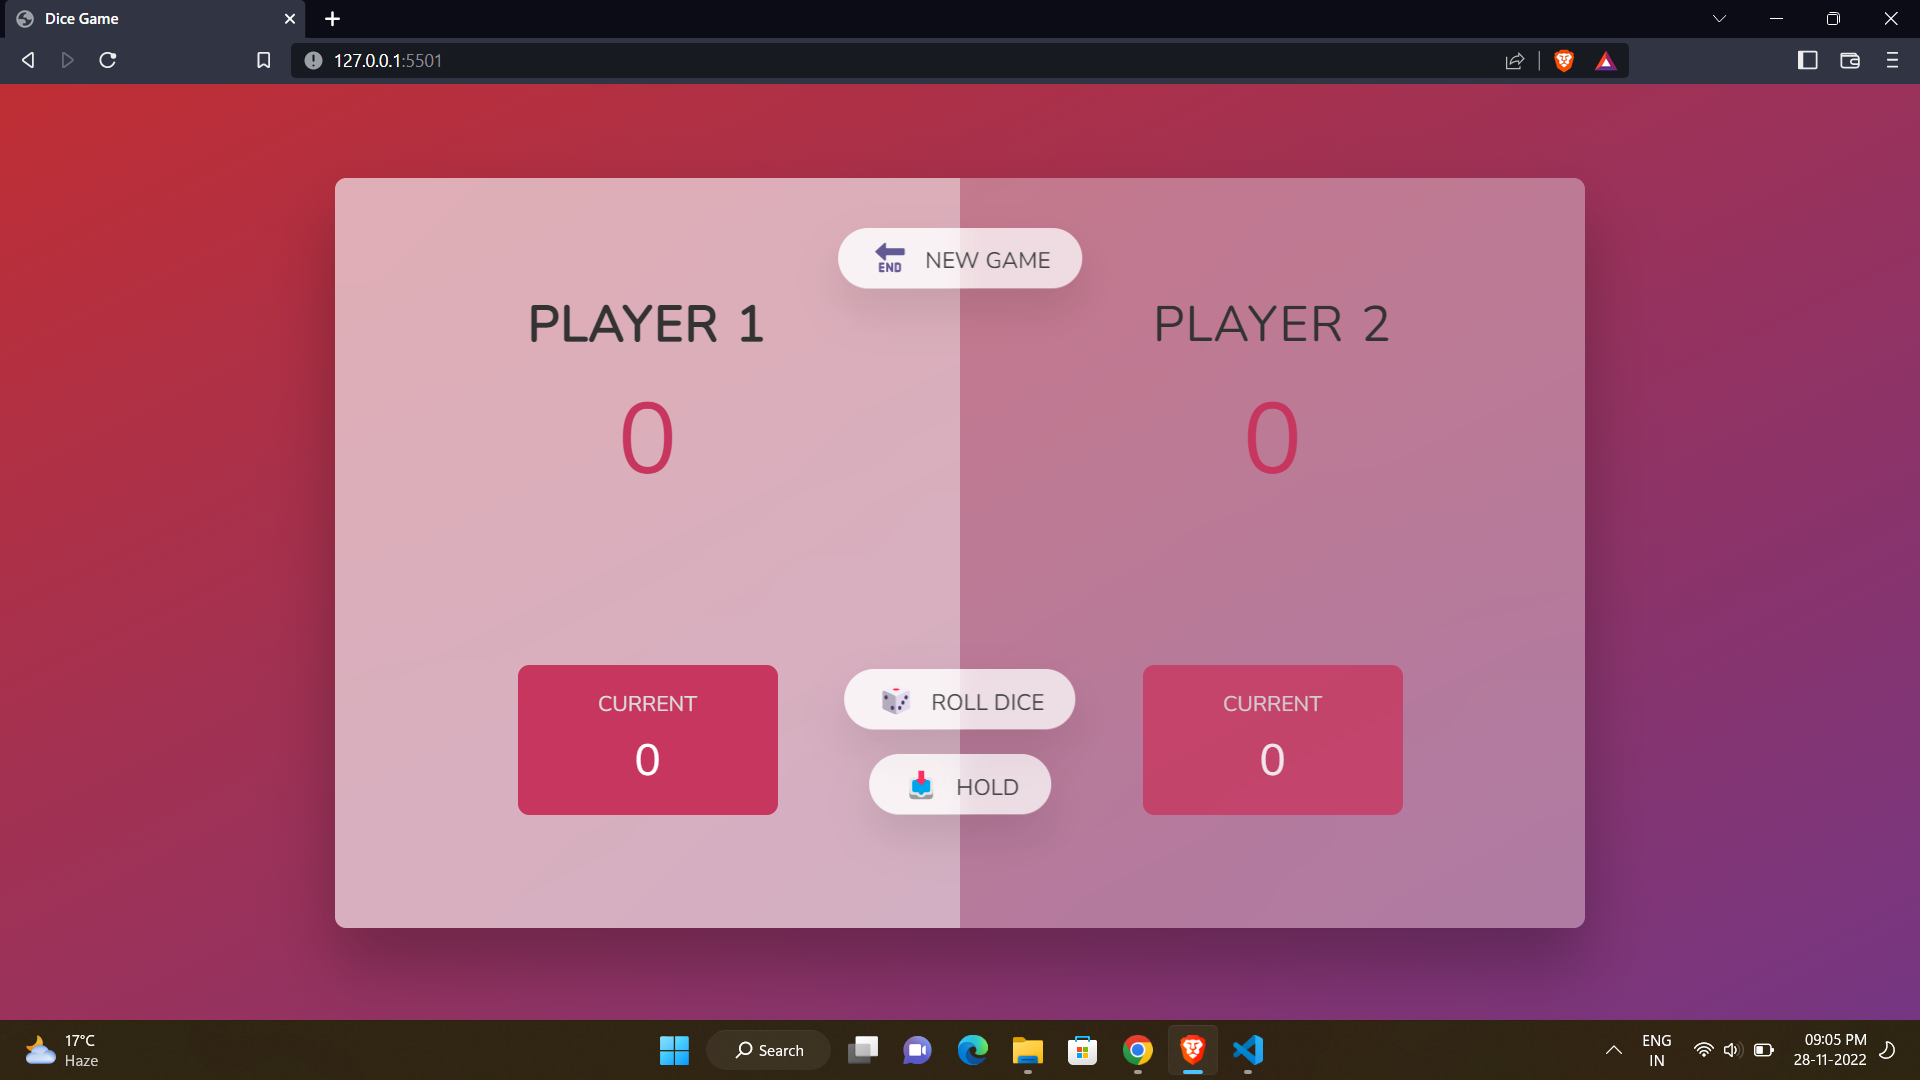 Dice Game
127.0.0.1:5501
END NEW GAME
PLAYER 1
PLAYER 2
0
0
CURRENT
0
ROLL DICE
HOLD
CURRENT
0
17°C
Haze
Search
ENG
IN
09:05 PM
28-11-2022